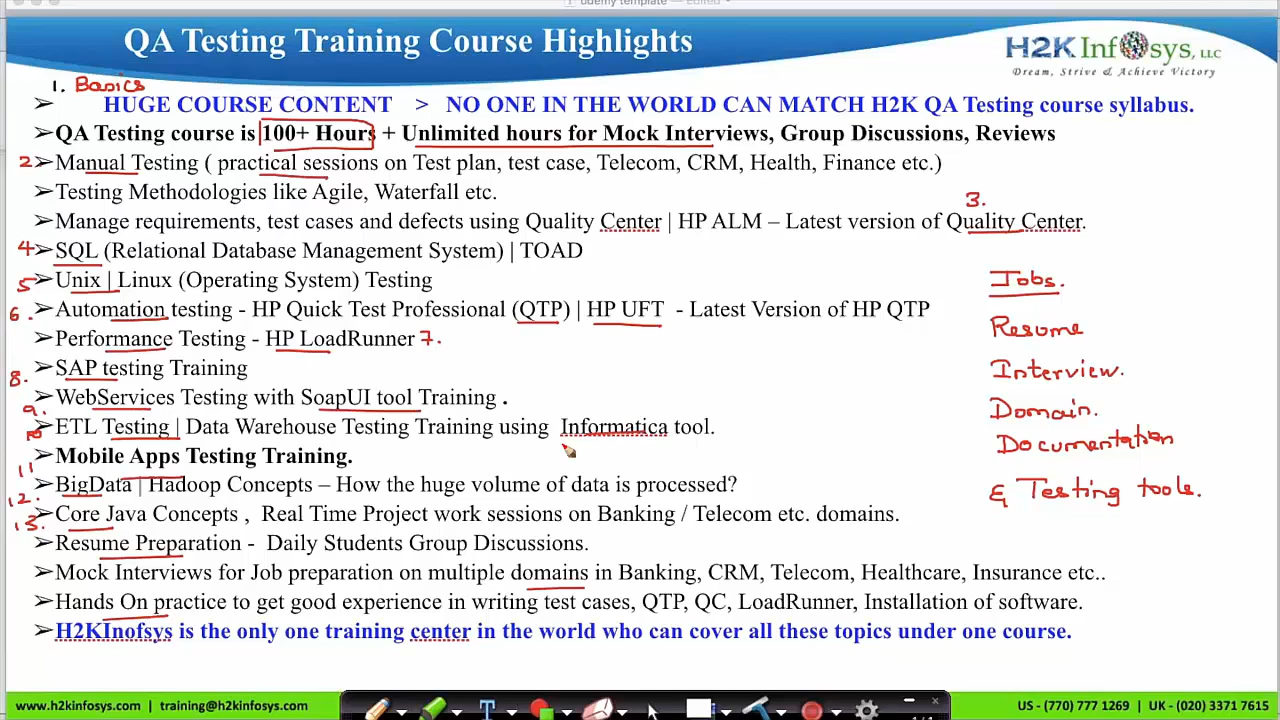 udemy template — Edited
QA Testing Training Course Highlights
H2K Infosys, LLC
Dream, Strive & Achieve Victory
1. Basics
➢ HUGE COURSE CONTENT > NO ONE IN THE WORLD CAN MATCH H2K QA Testing course syllabus.
➢ QA Testing course is 100+ Hours + Unlimited hours for Mock Interviews, Group Discussions, Reviews
2 ➢ Manual Testing ( practical sessions on Test plan, test case, Telecom, CRM, Health, Finance etc.)
➢ Testing Methodologies like Agile, Waterfall etc.
3.
➢ Manage requirements, test cases and defects using Quality Center | HP ALM – Latest version of Quality Center.
4 ➢ SQL (Relational Database Management System) | TOAD
5 ➢ Unix | Linux (Operating System) Testing
Jobs.
6. ➢ Automation testing - HP Quick Test Professional (QTP) | HP UFT - Latest Version of HP QTP
Resume
➢ Performance Testing - HP LoadRunner 7.
8. ➢ SAP testing Training
Interview.
9. ➢ WebServices Testing with SoapUI tool Training .
Domain.
10 ➢ ETL Testing | Data Warehouse Testing Training using Informatica tool.
Documentation
11 ➢ Mobile Apps Testing Training.
12. ➢ BigData | Hadoop Concepts – How the huge volume of data is processed?
& Testing tools.
13. ➢ Core Java Concepts , Real Time Project work sessions on Banking / Telecom etc. domains.
➢ Resume Preparation - Daily Students Group Discussions.
➢ Mock Interviews for Job preparation on multiple domains in Banking, CRM, Telecom, Healthcare, Insurance etc..
➢ Hands On practice to get good experience in writing test cases, QTP, QC, LoadRunner, Installation of software.
➢ H2KInofsys is the only one training center in the world who can cover all these topics under one course.
www.h2kinfosys.com | training@h2kinfosys.com
US - (770) 777 1269 | UK - (020) 3371 7615
1/1